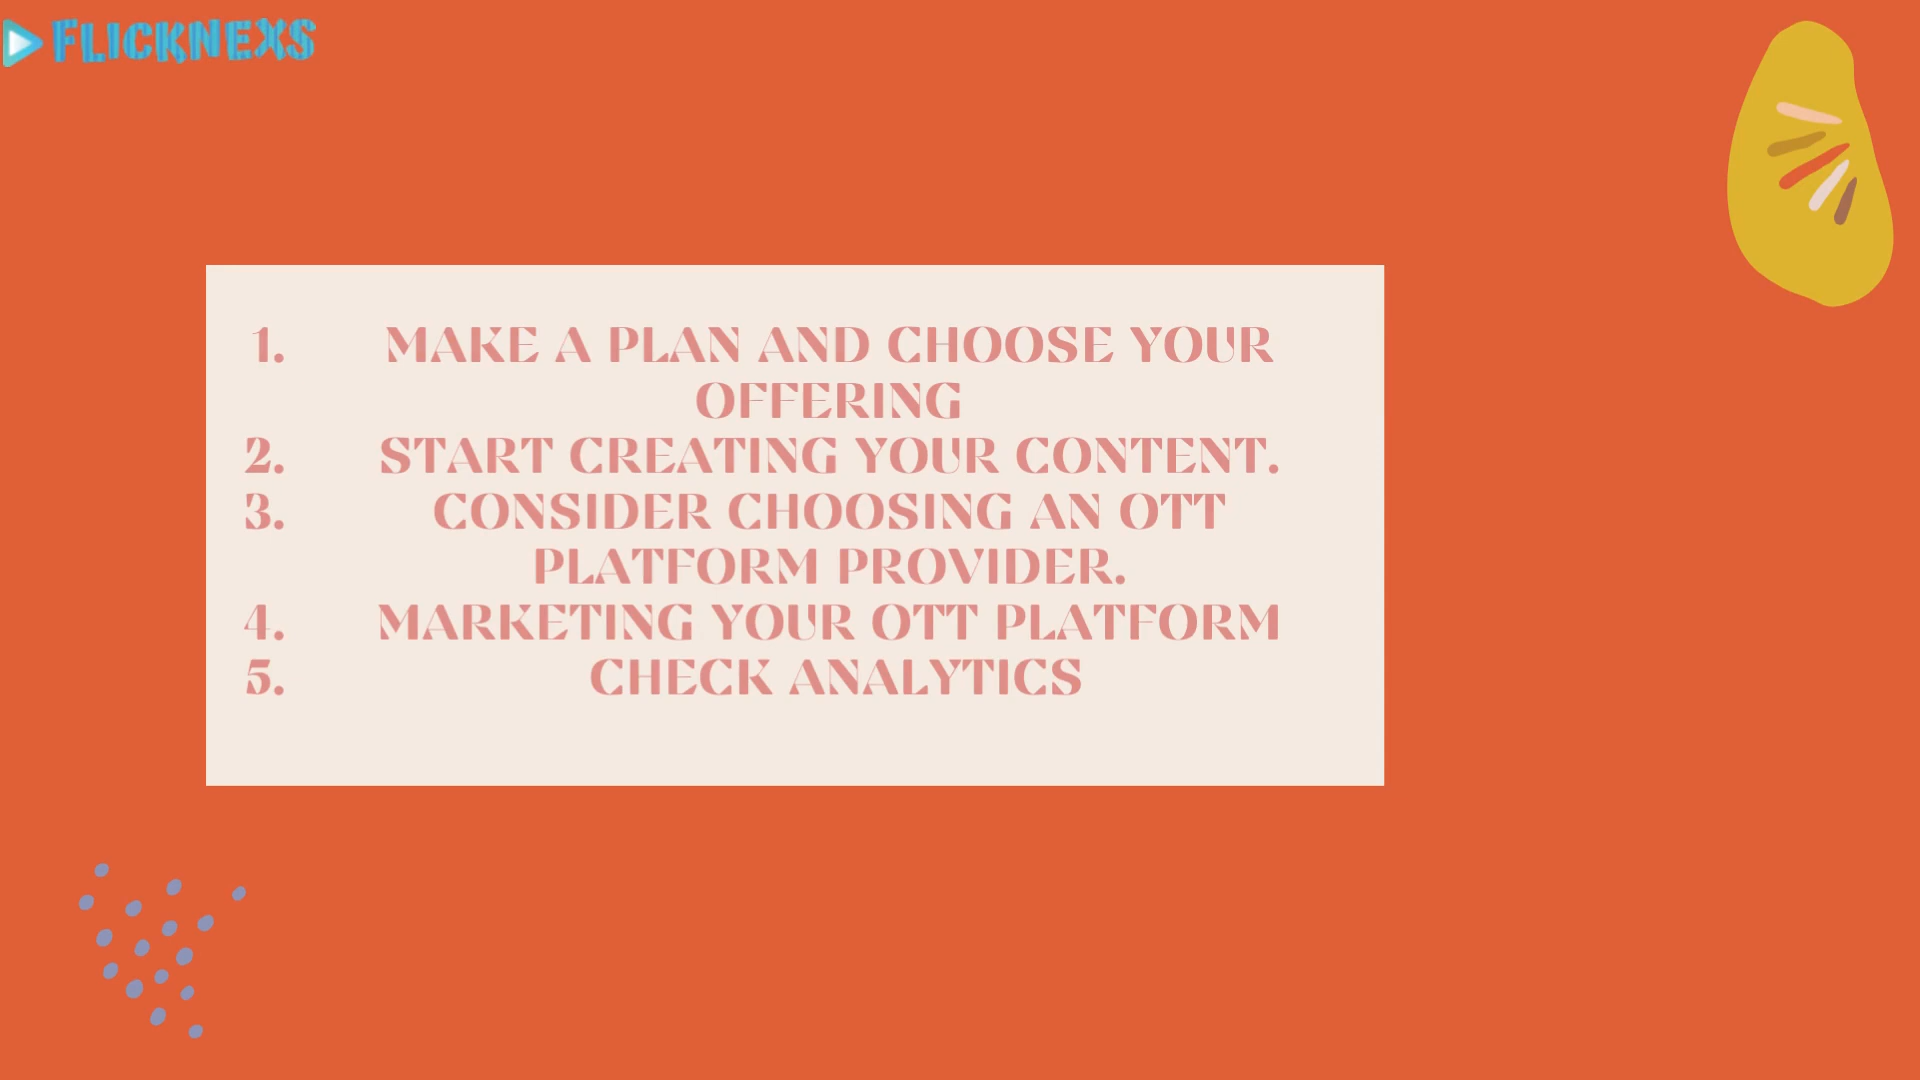 FLICKNEXS
1. MAKE A PLAN AND CHOOSE YOUR
OFFERING
2. START CREATING YOUR CONTENT.
3. CONSIDER CHOOSING AN OTT
PLATFORM PROVIDER.
4. MARKETING YOUR OTT PLATFORM
5. CHECK ANALYTICS